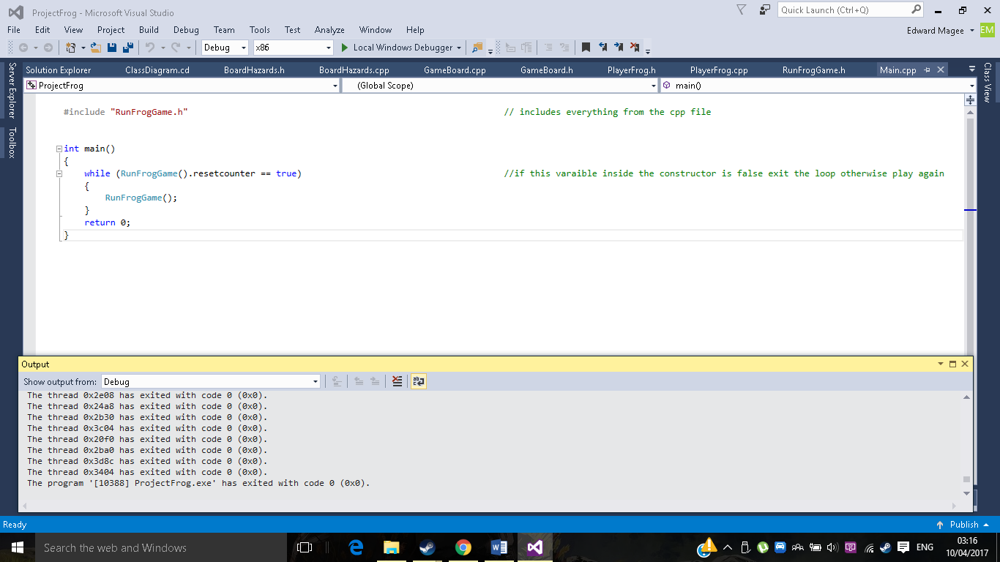 ProjectFrog - Microsoft Visual Studio
Quick Launch (Ctrl+Q)
File Edit View Project Build Debug Team Tools Test Analyze Window Help
Edward Magee EM
Debug x86 Local Windows Debugger
Server Explorer
Toolbox
Solution Explorer ClassDiagram.cd BoardHazards.h BoardHazards.cpp GameBoard.cpp GameBoard.h PlayerFrog.h PlayerFrog.cpp RunFrogGame.h Main.cpp
Class View
ProjectFrog (Global Scope) main()
#include "RunFrogGame.h" // includes everything from the cpp file
int main()
{
while (RunFrogGame().resetcounter == true) //if this varaible inside the constructor is false exit the loop otherwise play again
{
RunFrogGame();
}
return 0;
}
Output
Show output from: Debug
The thread 0x2e08 has exited with code 0 (0x0).
The thread 0x24a8 has exited with code 0 (0x0).
The thread 0x2b30 has exited with code 0 (0x0).
The thread 0x3c04 has exited with code 0 (0x0).
The thread 0x20f0 has exited with code 0 (0x0).
The thread 0x2ba0 has exited with code 0 (0x0).
The thread 0x3d8c has exited with code 0 (0x0).
The thread 0x3404 has exited with code 0 (0x0).
The program '[10388] ProjectFrog.exe' has exited with code 0 (0x0).
Ready Publish
Search the web and Windows
ENG
03:16
10/04/2017